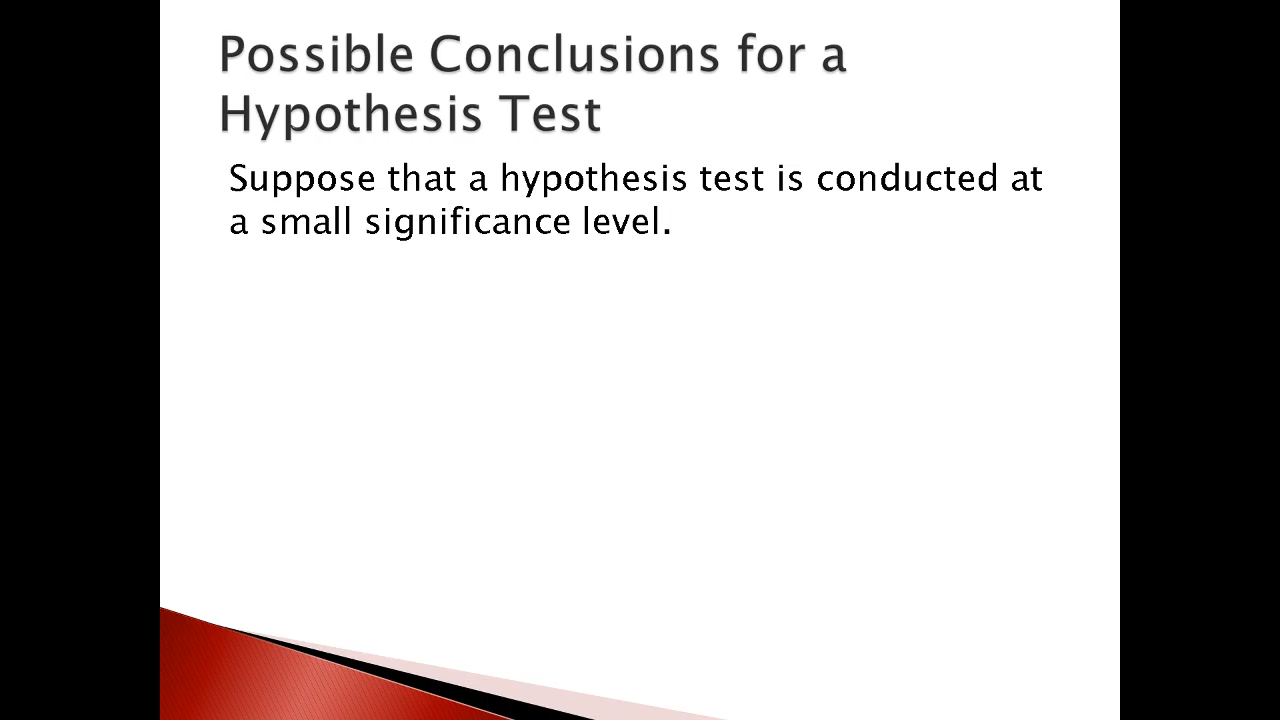 Possible Conclusions for a
Hypothesis Test
Suppose that a hypothesis test is conducted at
a small significance level.